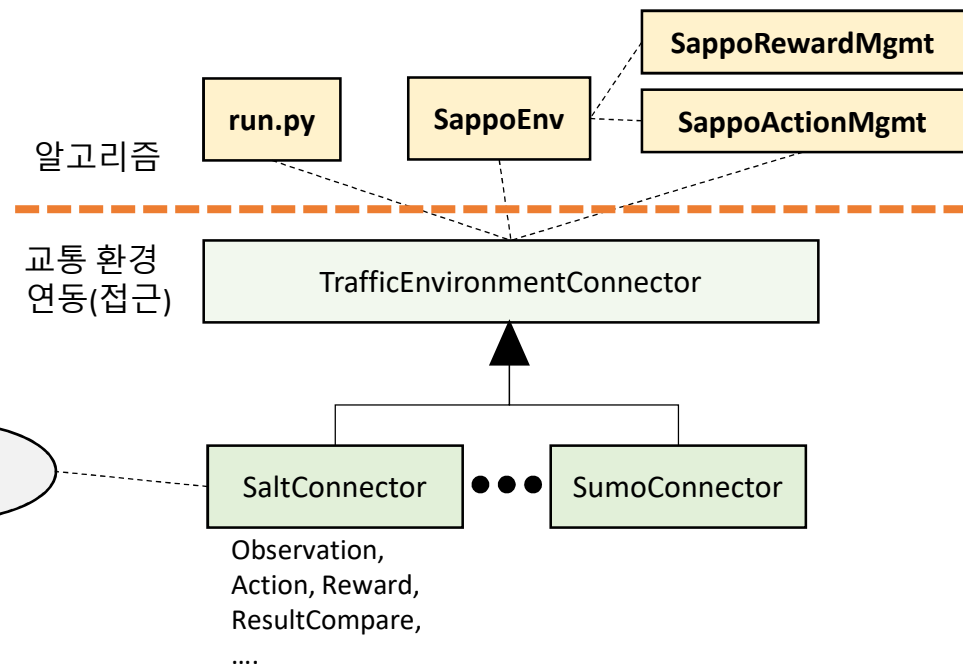 SappoRewardMgmt
run.py
SappoEnv
SappoActionMgmt
알고리즘
교통 환경
연동(접근)
TrafficEnvironmentConnector
SaltConnector
SumoConnector
Observation,
Action, Reward,
ResultCompare,
....